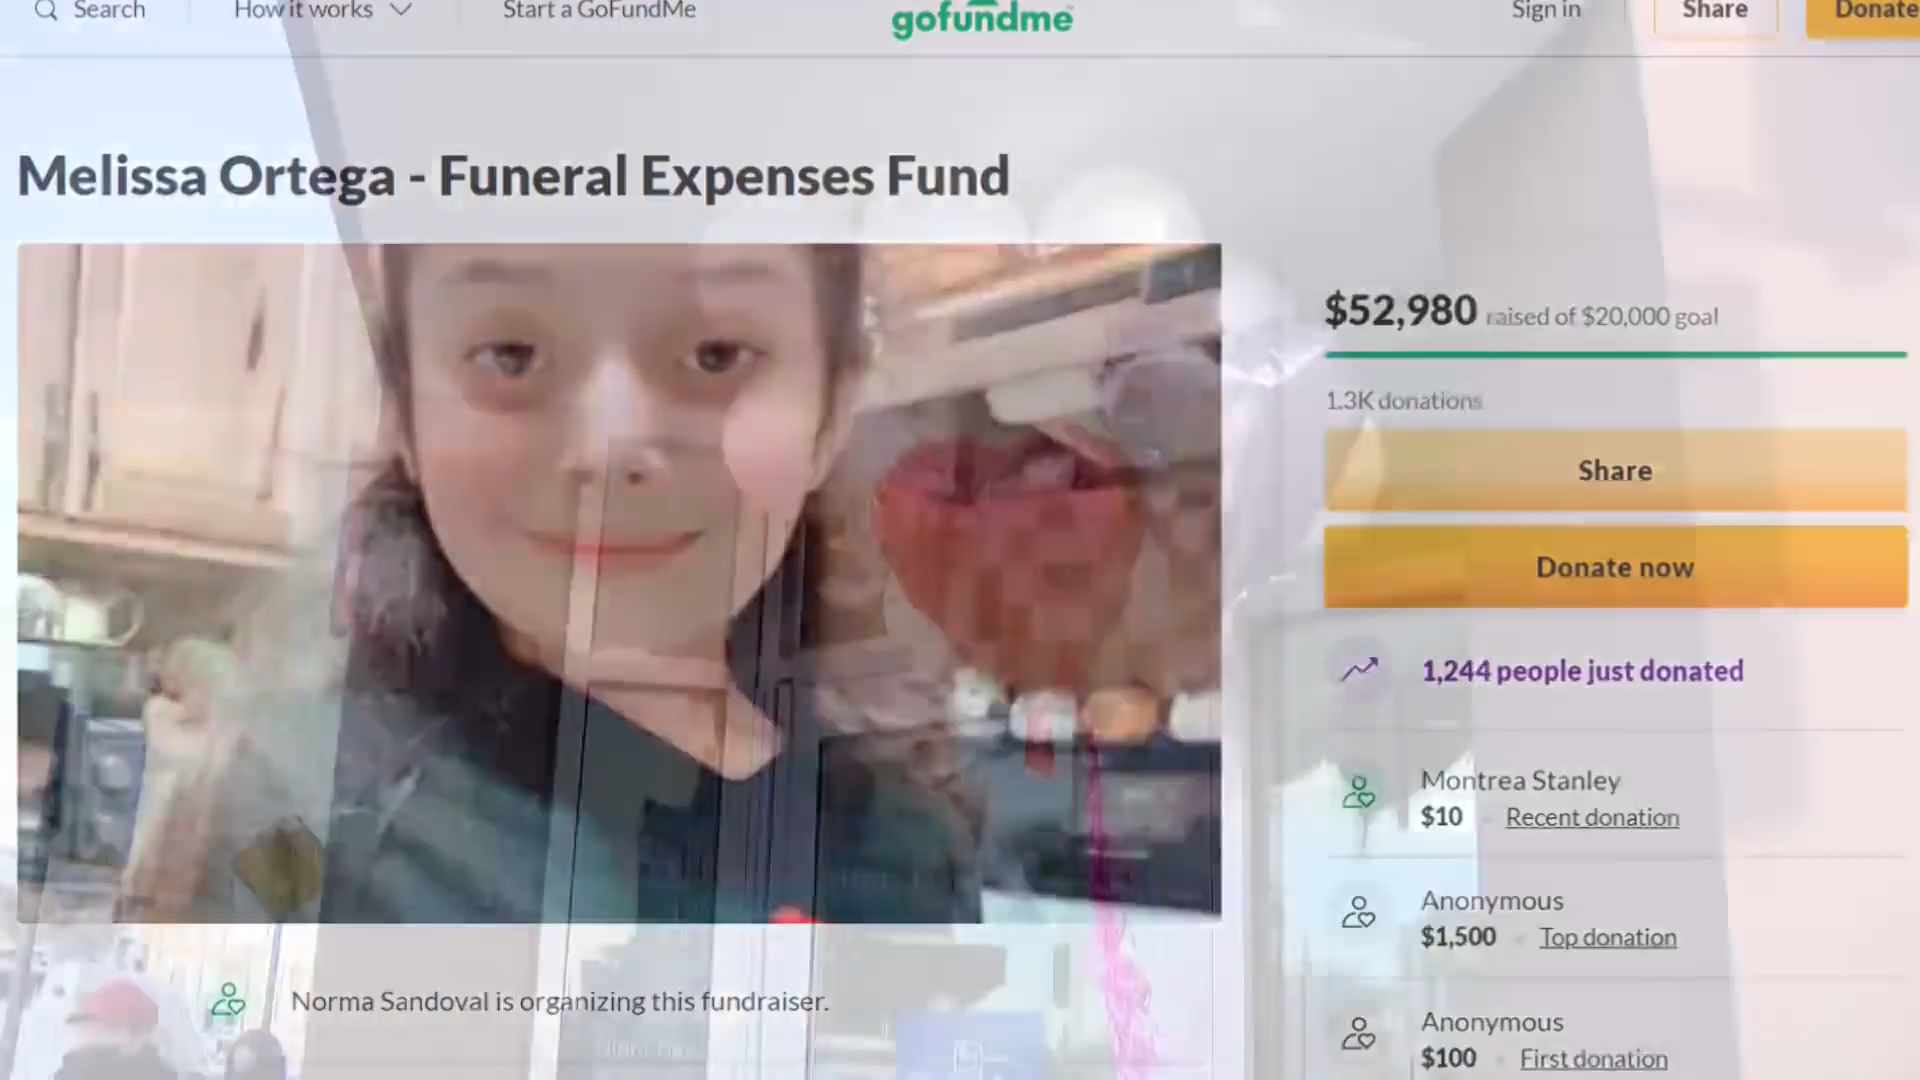 Search
How it works
Start a GoFundMe
gofundme
Sign in
Share
Donate
Melissa Ortega - Funeral Expenses Fund
$52,980 raised of $20,000 goal
1.3K donations
Share
Donate now
1,244 people just donated
Montrea Stanley
$10 Recent donation
Anonymous
$1,500 Top donation
Anonymous
$100 First donation
Norma Sandoval is organizing this fundraiser.